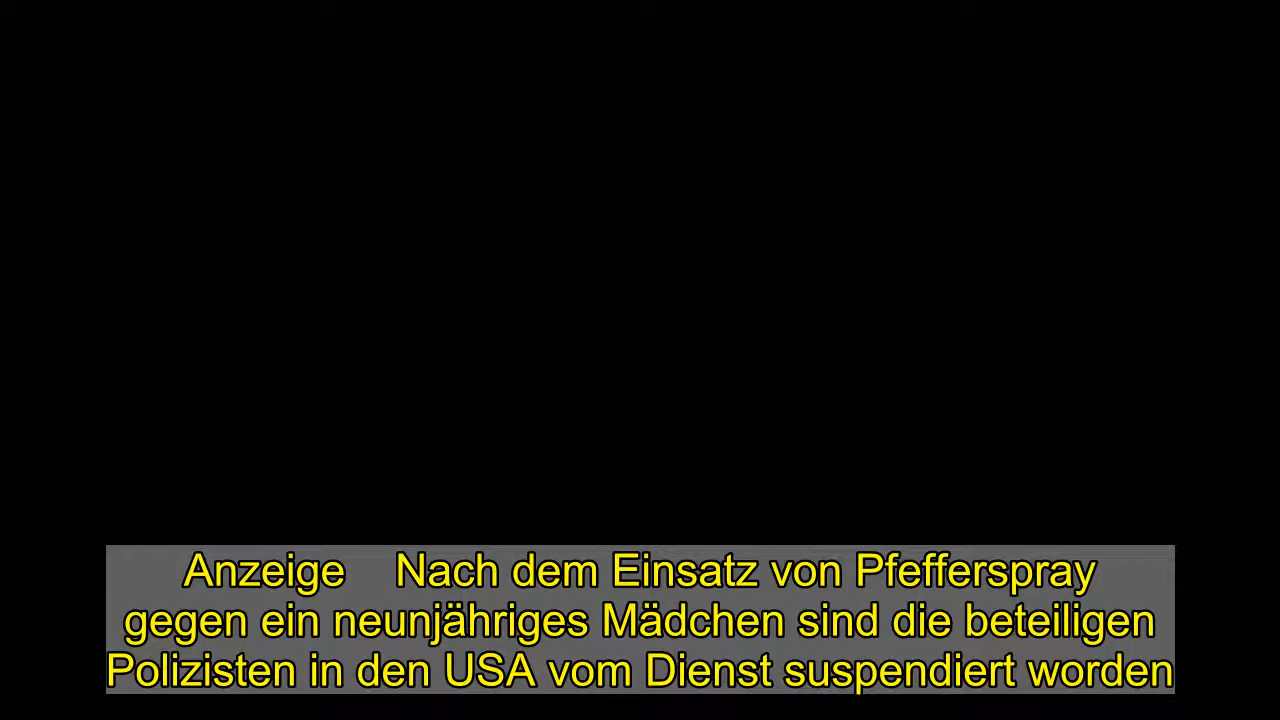 Anzeige    Nach dem Einsatz von Pfefferspray
gegen ein neunjähriges Mädchen sind die beteiligen
Polizisten in den USA vom Dienst suspendiert worden